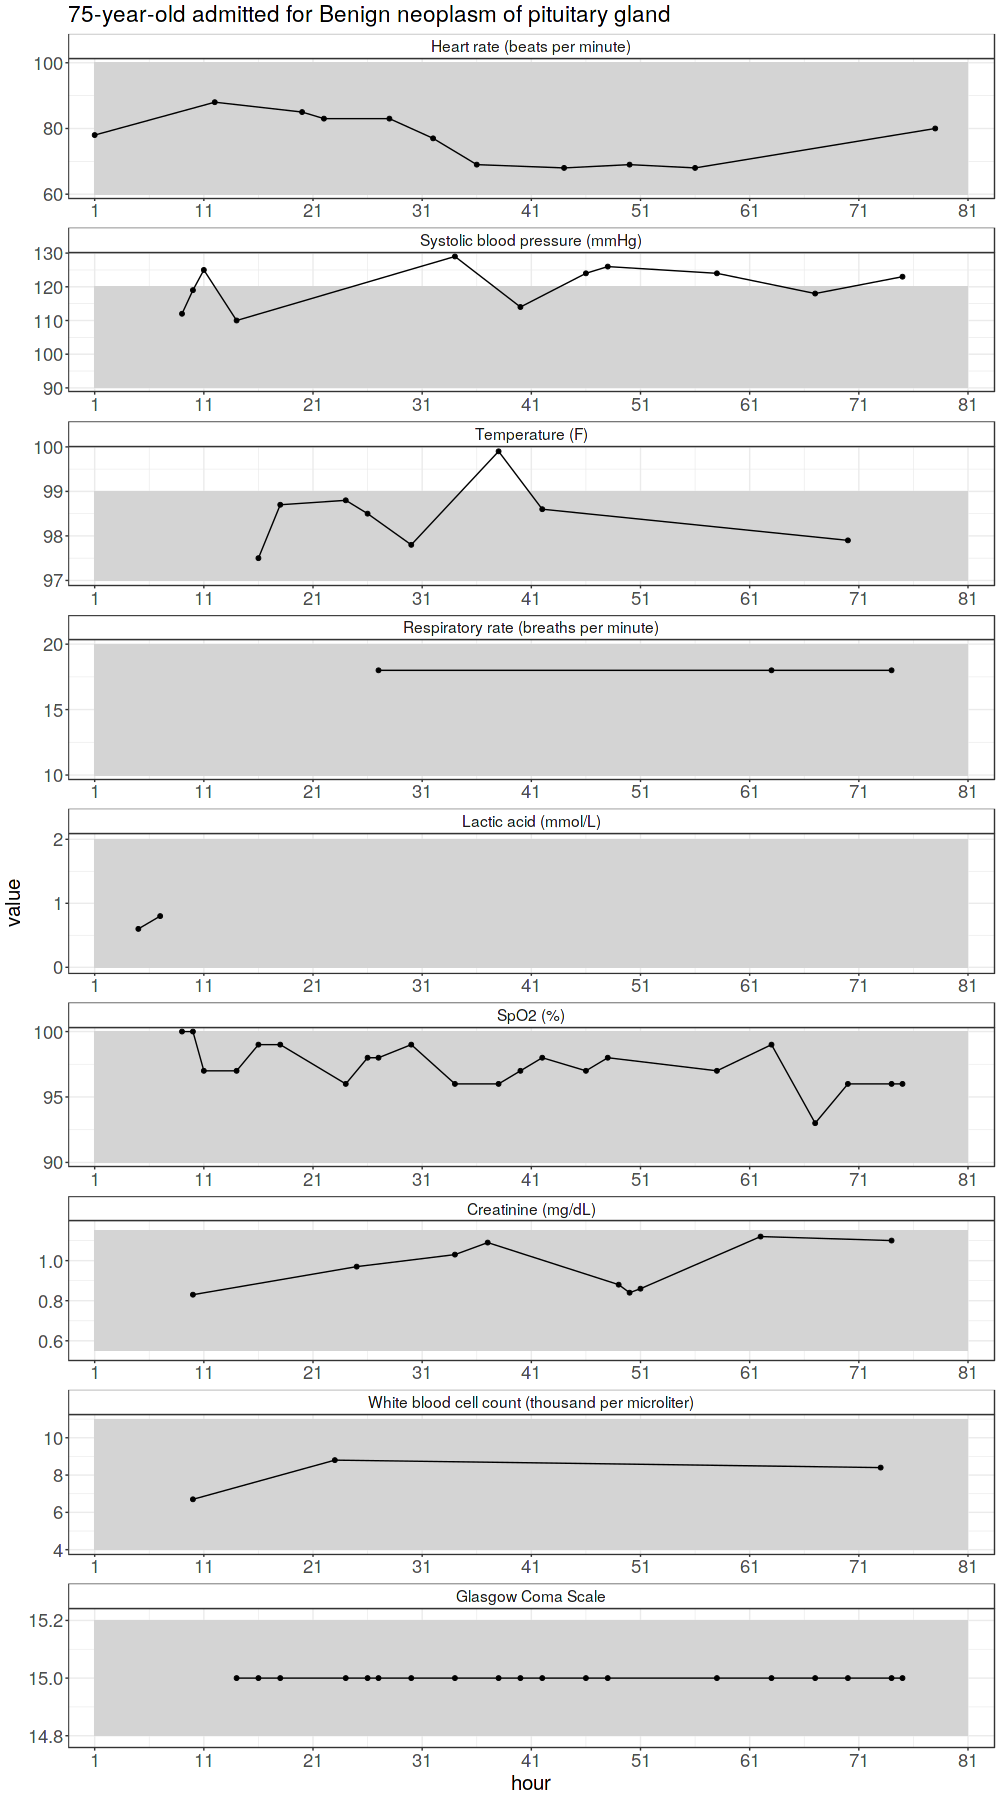 75-year-old admitted for Benign neoplasm of pituitary gland
Heart rate (beats per minute)
100
80
60
1 11 21 31 41 51 61 71 81
Systolic blood pressure (mmHg)
130
120
110
100
90
1 11 21 31 41 51 61 71 81
Temperature (F)
100
99
98
97
1 11 21 31 41 51 61 71 81
Respiratory rate (breaths per minute)
20
15
10
1 11 21 31 41 51 61 71 81
Lactic acid (mmol/L)
2
1
0
1 11 21 31 41 51 61 71 81
value
SpO2 (%)
100
95
90
1 11 21 31 41 51 61 71 81
Creatinine (mg/dL)
1.0
0.8
0.6
1 11 21 31 41 51 61 71 81
White blood cell count (thousand per microliter)
10
8
6
4
1 11 21 31 41 51 61 71 81
Glasgow Coma Scale
15.2
15.0
14.8
1 11 21 31 41 51 61 71 81
hour